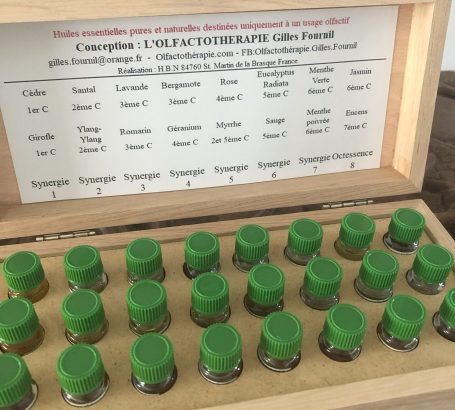 Huiles essentielles pures et naturelles destinées uniquement à un usage olfactif
Conception : L'OLFACTOTHERAPIE Gilles Fournil
gilles.fournil@orange.fr - Olfactotherapie.com - FB:Olfactothérapie.Gilles.Fournil
Réalisation : H.B.N 84760 St. Martin de la Brasque France
Cèdre Santal Lavande Bergamote Rose Eucalyptus Radiata Menthe Verte Jasmin
1er C 2ème C 3ème C 3ème C 4ème C 5ème C 6ème C 6ème C
Girofle Ylang-Ylang Romarin Géranium Myrrhe Sauge Menthe poivrée Encens
1er C 2ème C 3ème C 4ème C 2et 5ème C 5ème C 6ème C 7ème C
Synergie Synergie Synergie Synergie Synergie Synergie Synergie Octessence
1 2 3 4 5 6 7 8